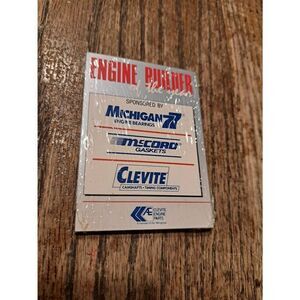 ENGINE BUILDER
SPONSORED BY
MICHIGAN 77
ENGINE BEARINGS
McCORD
GASKETS
CLEVITE
CAMSHAFTS • TIMING COMPONENTS
CLEVITE
ENGINE
PARTS